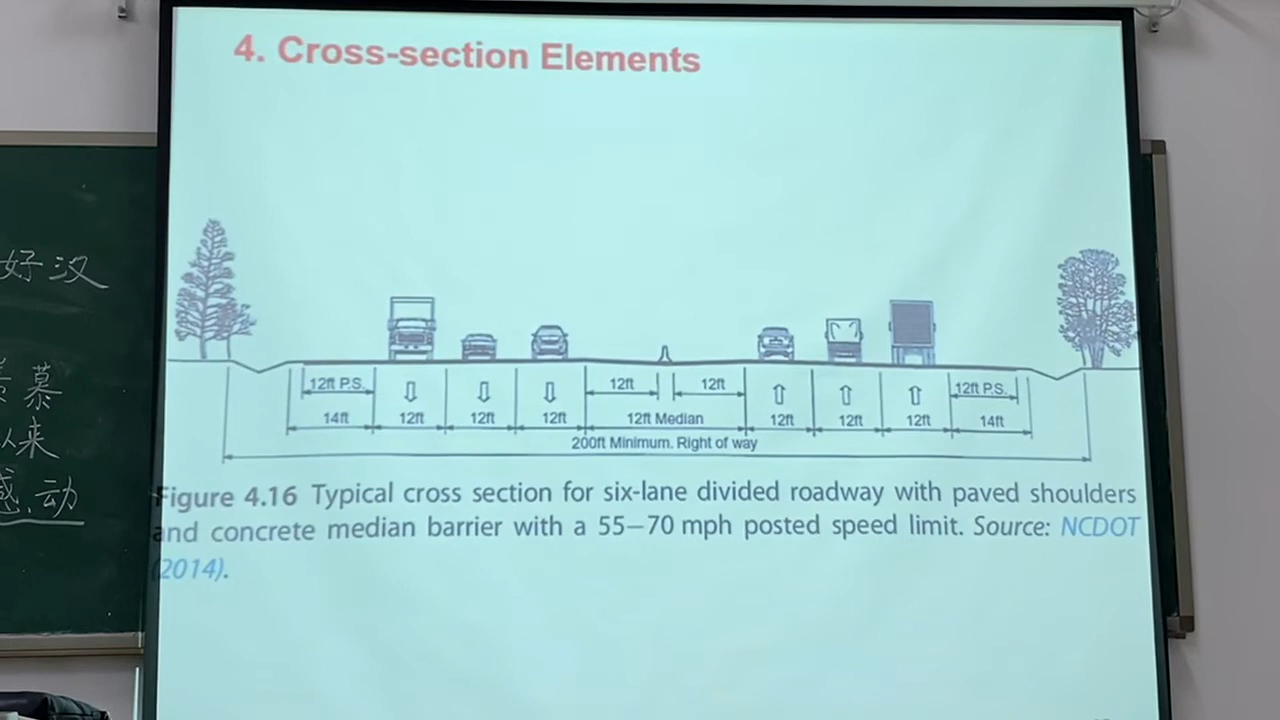 4. Cross-section Elements
好汉
慕
以来
感动
12ft P.S. 12ft 12ft 12ft P.S.
14ft 12ft 12ft 12ft 12ft Median 12ft 12ft 12ft 14ft
200ft Minimum. Right of way
Figure 4.16 Typical cross section for six-lane divided roadway with paved shoulders
and concrete median barrier with a 55–70 mph posted speed limit. Source: NCDOT
(2014).